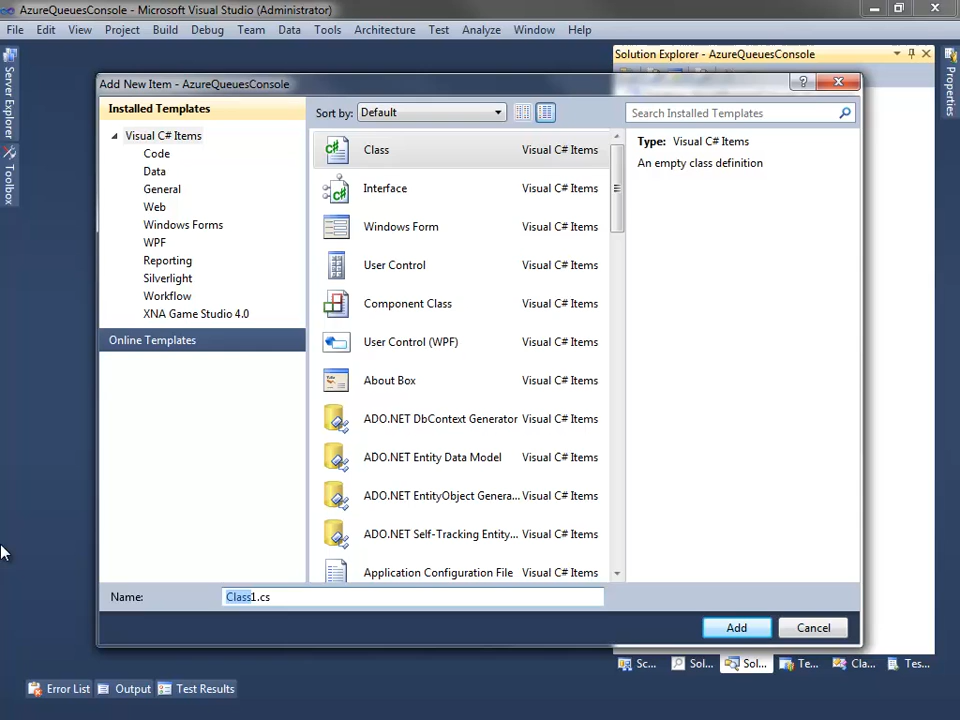 AzureQueuesConsole - Microsoft Visual Studio (Administrator)
File Edit View Project Build Debug Team Data Tools Architecture Test Analyze Window Help
Solution Explorer - AzureQueuesConsole
Server Explorer
Toolbox
Properties
Add New Item - AzureQueuesConsole
Installed Templates
Sort by: Default
Search Installed Templates
Visual C# Items
Code
Data
General
Web
Windows Forms
WPF
Reporting
Silverlight
Workflow
XNA Game Studio 4.0
Online Templates
Class Visual C# Items
Interface Visual C# Items
Windows Form Visual C# Items
User Control Visual C# Items
Component Class Visual C# Items
User Control (WPF) Visual C# Items
About Box Visual C# Items
ADO.NET DbContext Generator Visual C# Items
ADO.NET Entity Data Model Visual C# Items
ADO.NET EntityObject Genera... Visual C# Items
ADO.NET Self-Tracking Entity... Visual C# Items
Application Configuration File Visual C# Items
Type: Visual C# Items
An empty class definition
Name: Class1.cs
Add Cancel
Sc... Sol... Sol... Te... Cla... Tes...
Error List Output Test Results